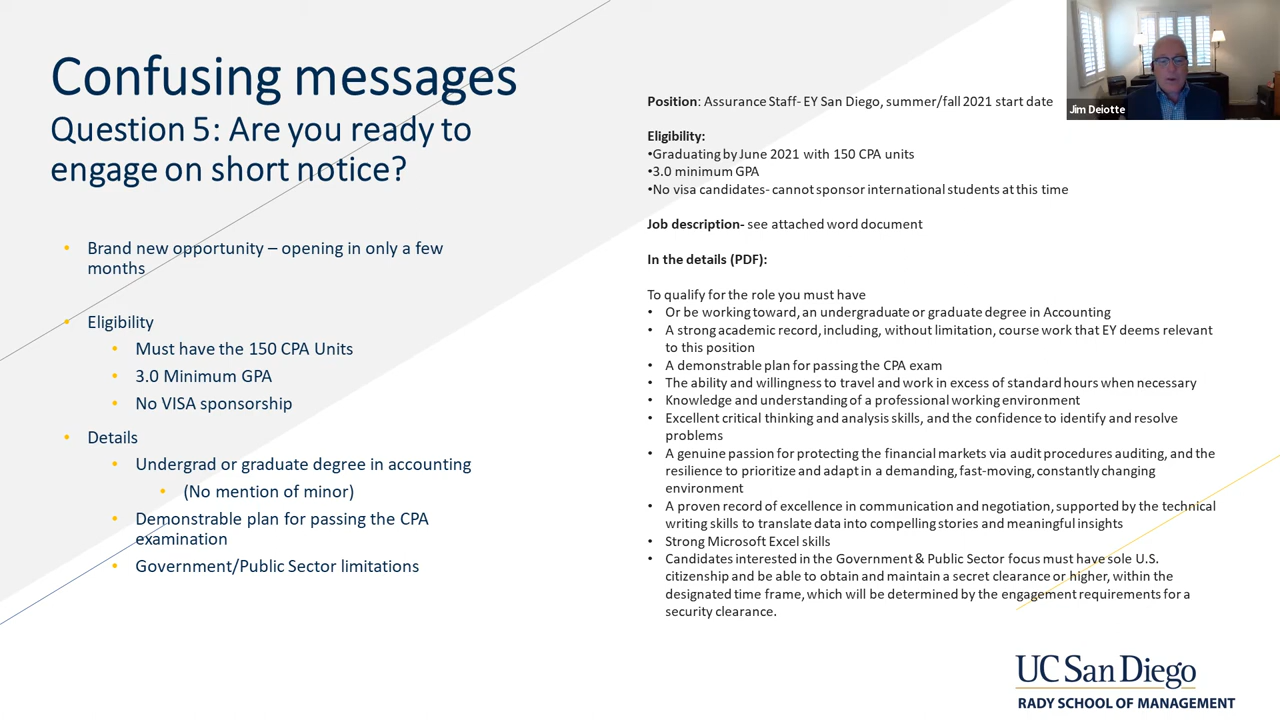 Confusing messages
Question 5: Are you ready to
engage on short notice?
• Brand new opportunity – opening in only a few
months
• Eligibility
• Must have the 150 CPA Units
• 3.0 Minimum GPA
• No VISA sponsorship
• Details
• Undergrad or graduate degree in accounting
• (No mention of minor)
• Demonstrable plan for passing the CPA
examination
• Government/Public Sector limitations
Position: Assurance Staff- EY San Diego, summer/fall 2021 start date
Eligibility:
•Graduating by June 2021 with 150 CPA units
•3.0 minimum GPA
•No visa candidates- cannot sponsor international students at this time
Job description- see attached word document
In the details (PDF):
To qualify for the role you must have
• Or be working toward, an undergraduate or graduate degree in Accounting
• A strong academic record, including, without limitation, course work that EY deems relevant
to this position
• A demonstrable plan for passing the CPA exam
• The ability and willingness to travel and work in excess of standard hours when necessary
• Knowledge and understanding of a professional working environment
• Excellent critical thinking and analysis skills, and the confidence to identify and resolve
problems
• A genuine passion for protecting the financial markets via audit procedures auditing, and the
resilience to prioritize and adapt in a demanding, fast-moving, constantly changing
environment
• A proven record of excellence in communication and negotiation, supported by the technical
writing skills to translate data into compelling stories and meaningful insights
• Strong Microsoft Excel skills
• Candidates interested in the Government & Public Sector focus must have sole U.S.
citizenship and be able to obtain and maintain a secret clearance or higher, within the
designated time frame, which will be determined by the engagement requirements for a
security clearance.
Jim Deiotte
UC San Diego
RADY SCHOOL OF MANAGEMENT